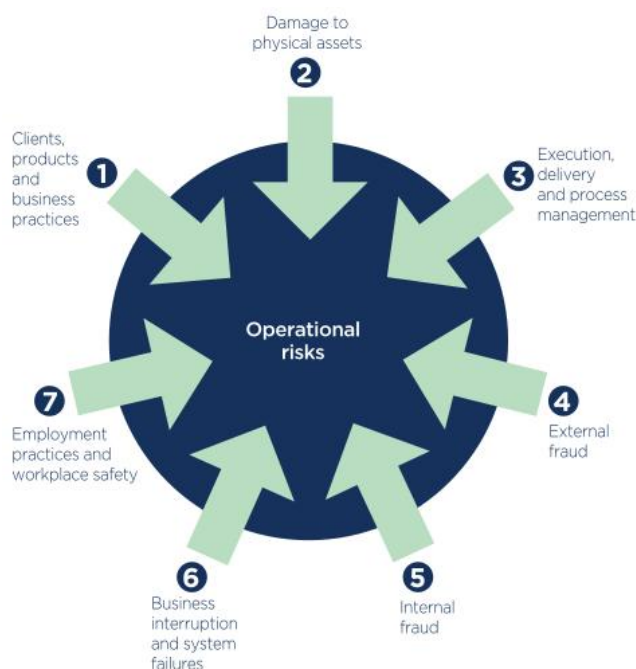 Damage to
physical assets
2
Clients,
products
and
business
practices
1
3
Execution,
delivery
and process
management
Operational
risks
7
Employment
practices and
workplace safety
4
External
fraud
6
Business
interruption
and system
failures
5
Internal
fraud